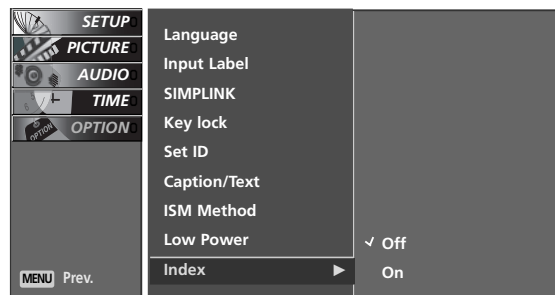 SETUP
PICTURE
AUDIO
TIME
OPTION
MENU Prev.
Language
Input Label
SIMPLINK
Key lock
Set ID
Caption/Text
ISM Method
Low Power
Index ▶
✓ Off
On